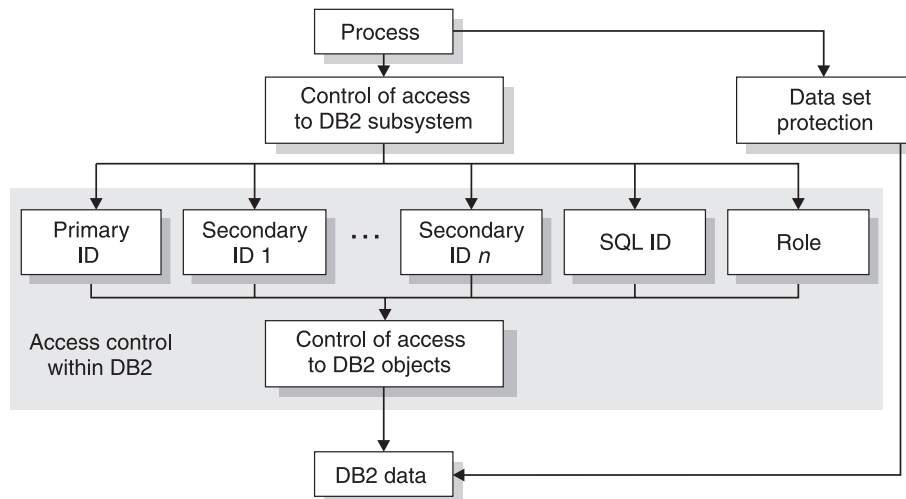 Process
Control of access
to DB2 subsystem
Data set
protection
Primary
ID
Secondary
ID 1
...
Secondary
ID n
SQL ID
Role
Access control
within DB2
Control of access
to DB2 objects
DB2 data